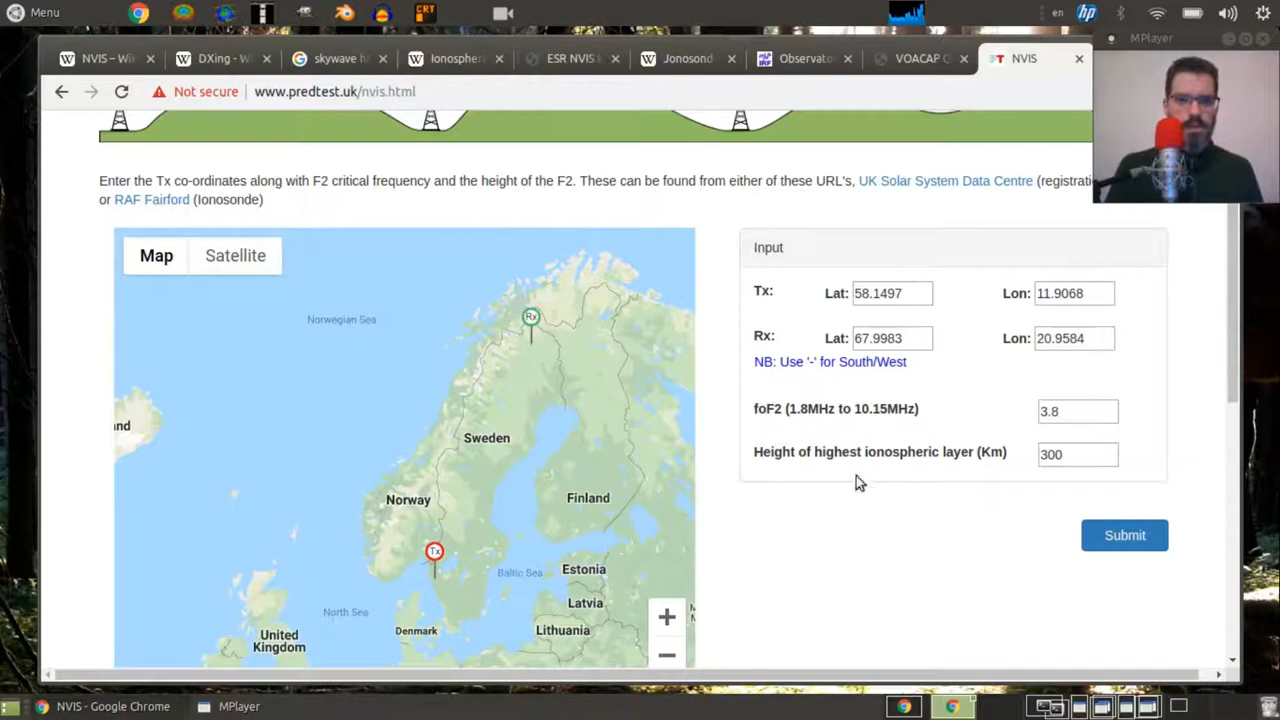 Menu
en
hp
MPlayer
NVIS – Wik
DXing - Wi
skywave h
Ionospher
ESR NVIS
Jonosond
Observato
VOACAP
NVIS
Not secure
www.predtest.uk/nvis.html
Enter the Tx co-ordinates along with F2 critical frequency and the height of the F2. These can be found from either of these URL's, UK Solar System Data Centre (registrati
or RAF Fairford (Ionosonde)
Map
Satellite
Input
Tx:
Lat:
58.1497
Lon:
11.9068
Rx:
Lat:
67.9983
Lon:
20.9584
NB: Use '-' for South/West
foF2 (1.8MHz to 10.15MHz)
3.8
Height of highest ionospheric layer (Km)
300
Submit
Norwegian Sea
Rx
and
Sweden
Norway
Finland
Tx
Baltic Sea
Estonia
North Sea
Latvia
Denmark
Lithuania
United
Kingdom
+
−
NVIS - Google Chrome
MPlayer
CRT